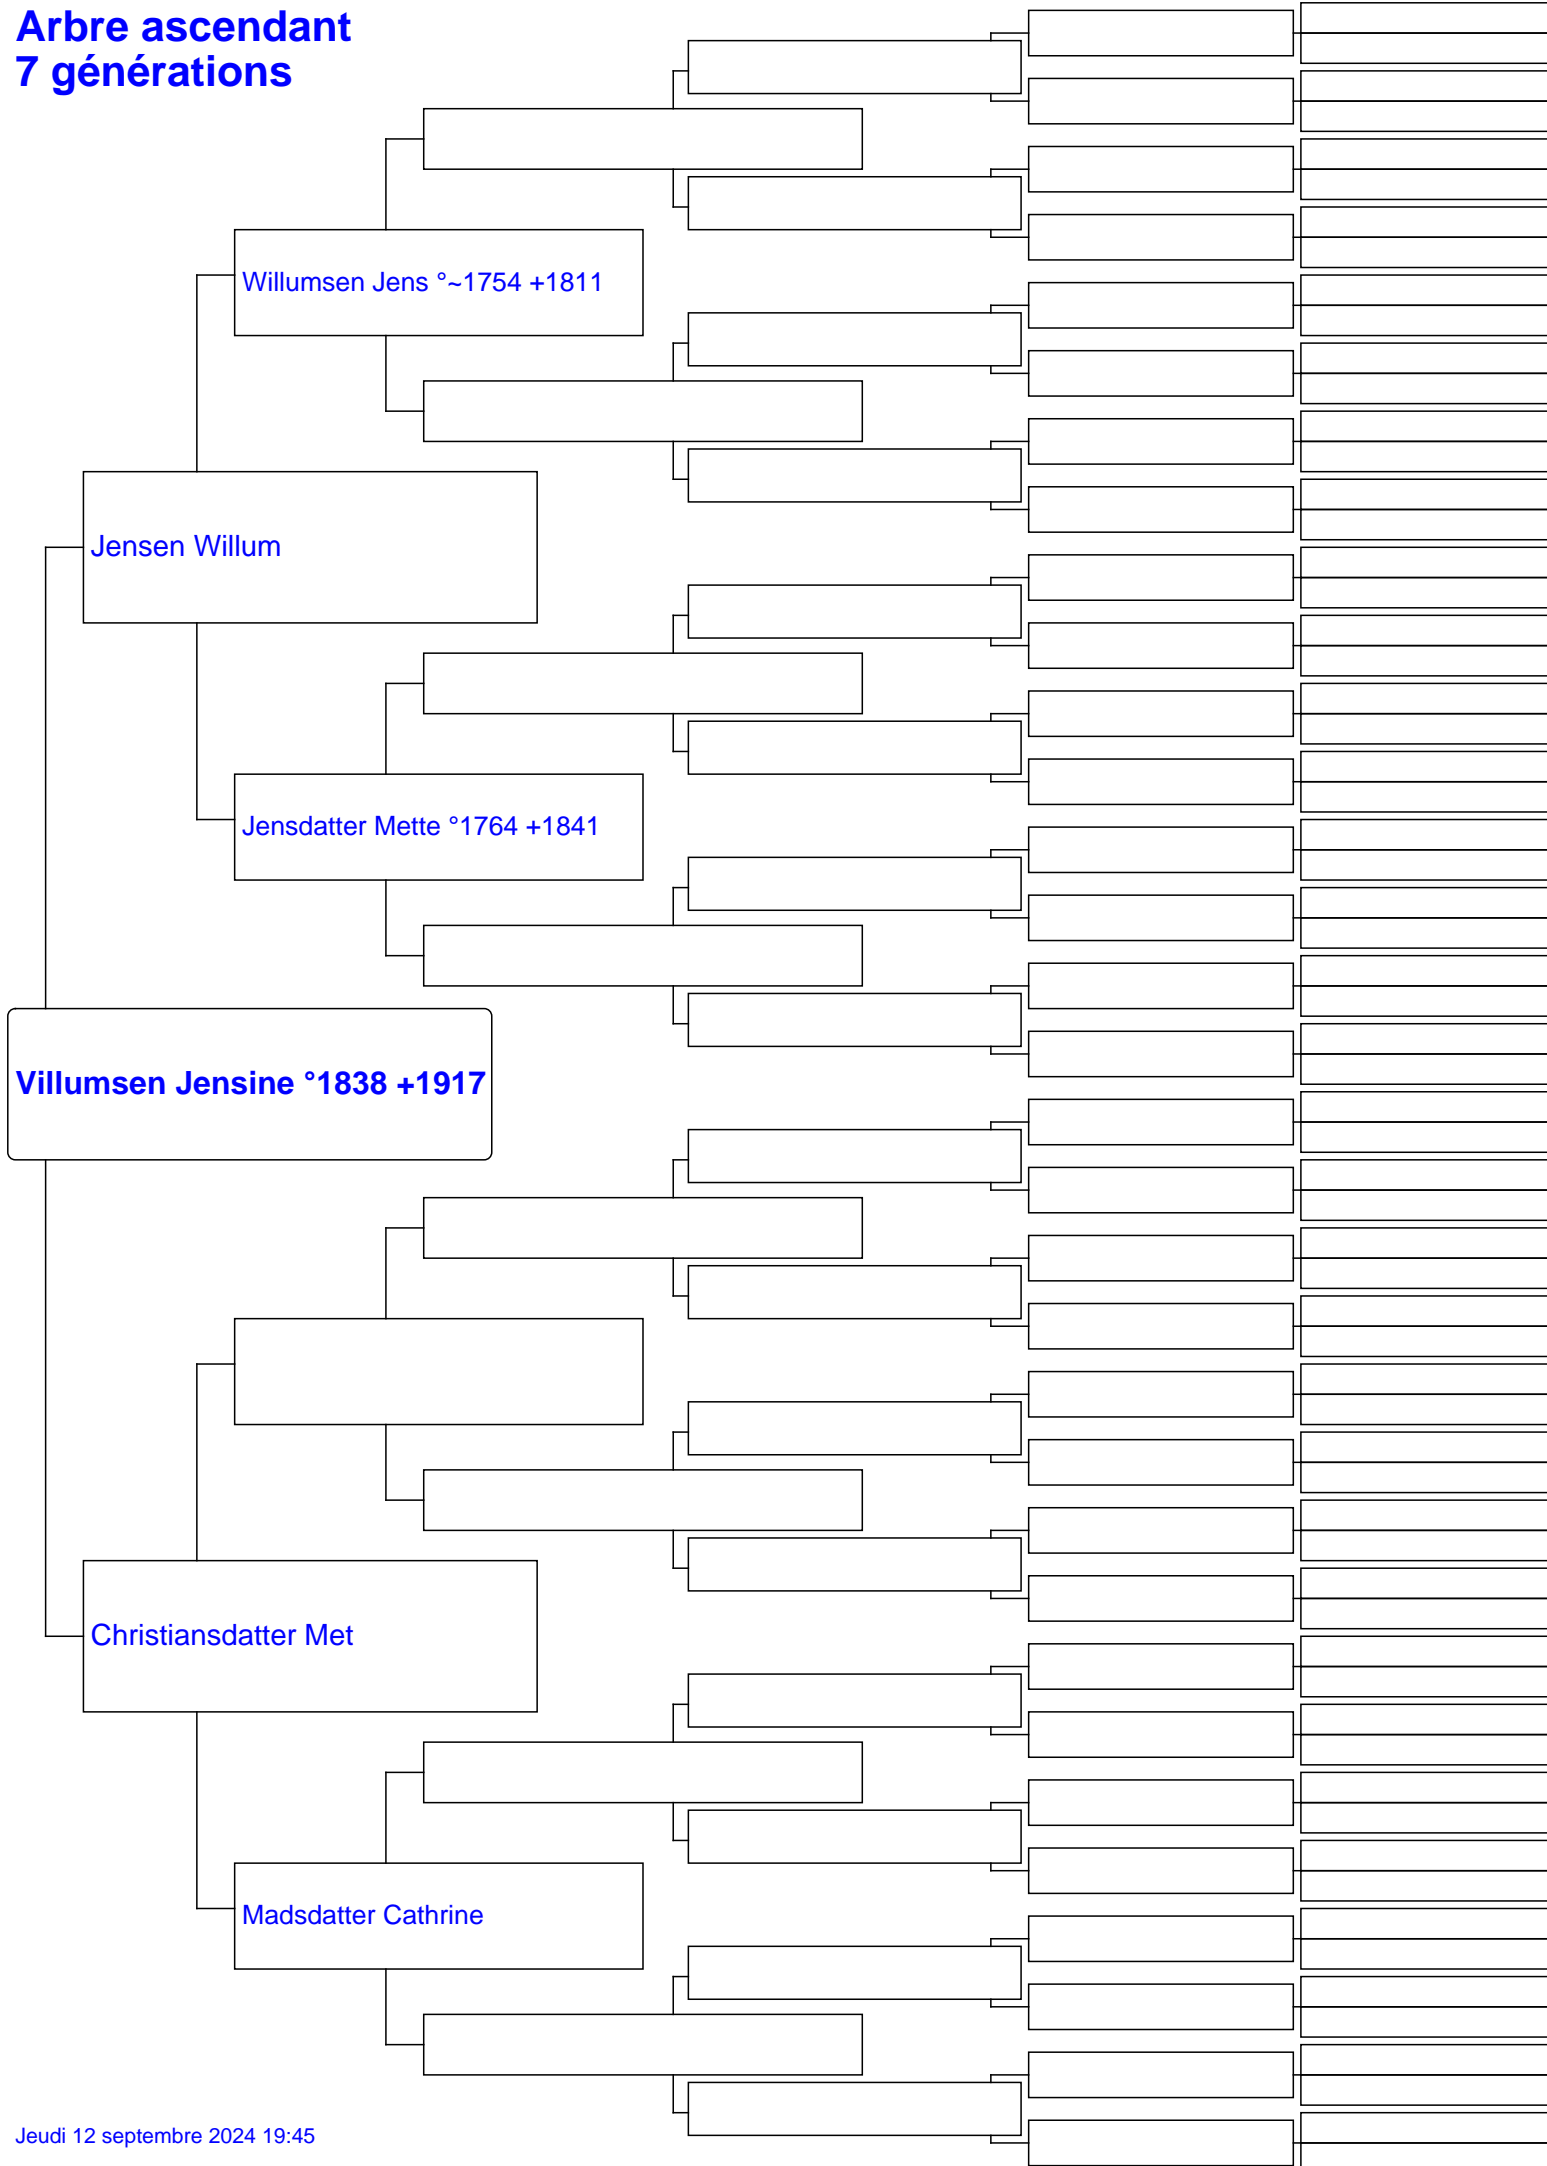 Arbre ascendant
7 générations
Willumsen Jens °~1754 +1811
Jensen Willum
Jensdatter Mette °1764 +1841
Villumsen Jensine °1838 +1917
Christiansdatter Met
Madsdatter Cathrine
Jeudi 12 septembre 2024 19:45